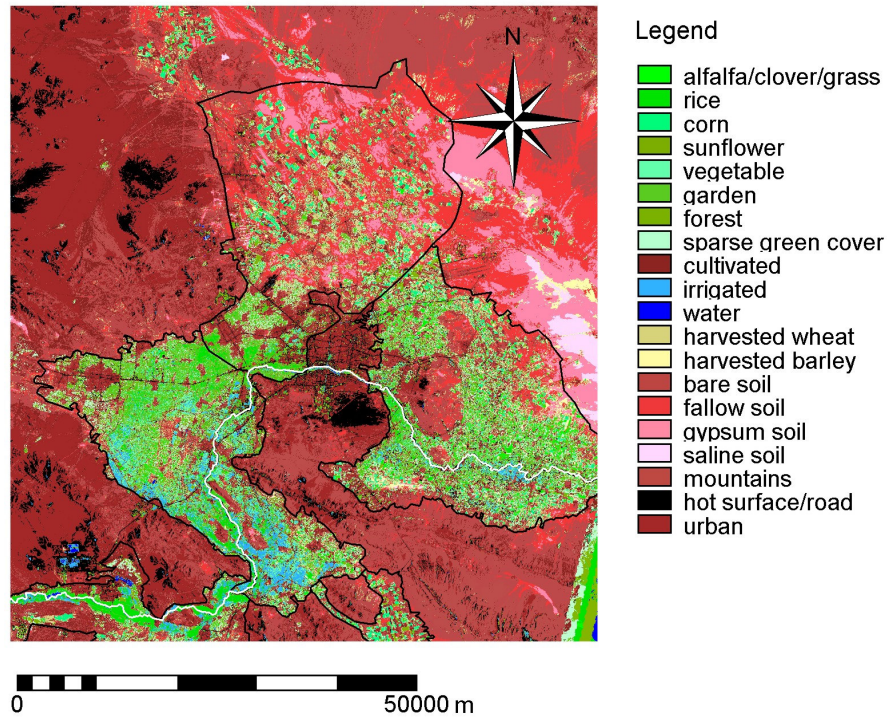 N
Legend
alfalfa/clover/grass
rice
corn
sunflower
vegetable
garden
forest
sparse green cover
cultivated
irrigated
water
harvested wheat
harvested barley
bare soil
fallow soil
gypsum soil
saline soil
mountains
hot surface/road
urban
0 50000 m